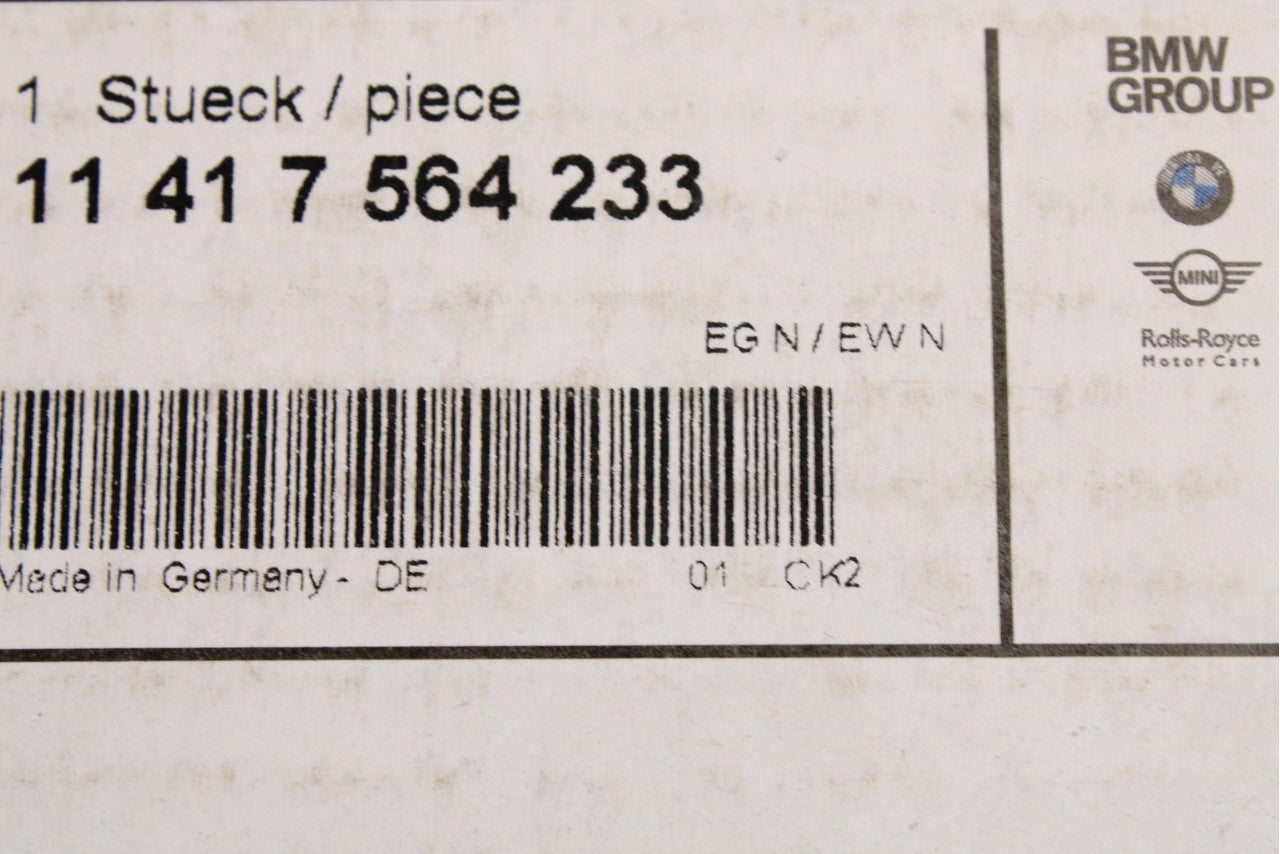 1 Stueck / piece
11 41 7 564 233
EG N / EW N
Made in Germany - DE
01 CK2
BMW
GROUP
MINI
Rolls-Royce
Motor Cars